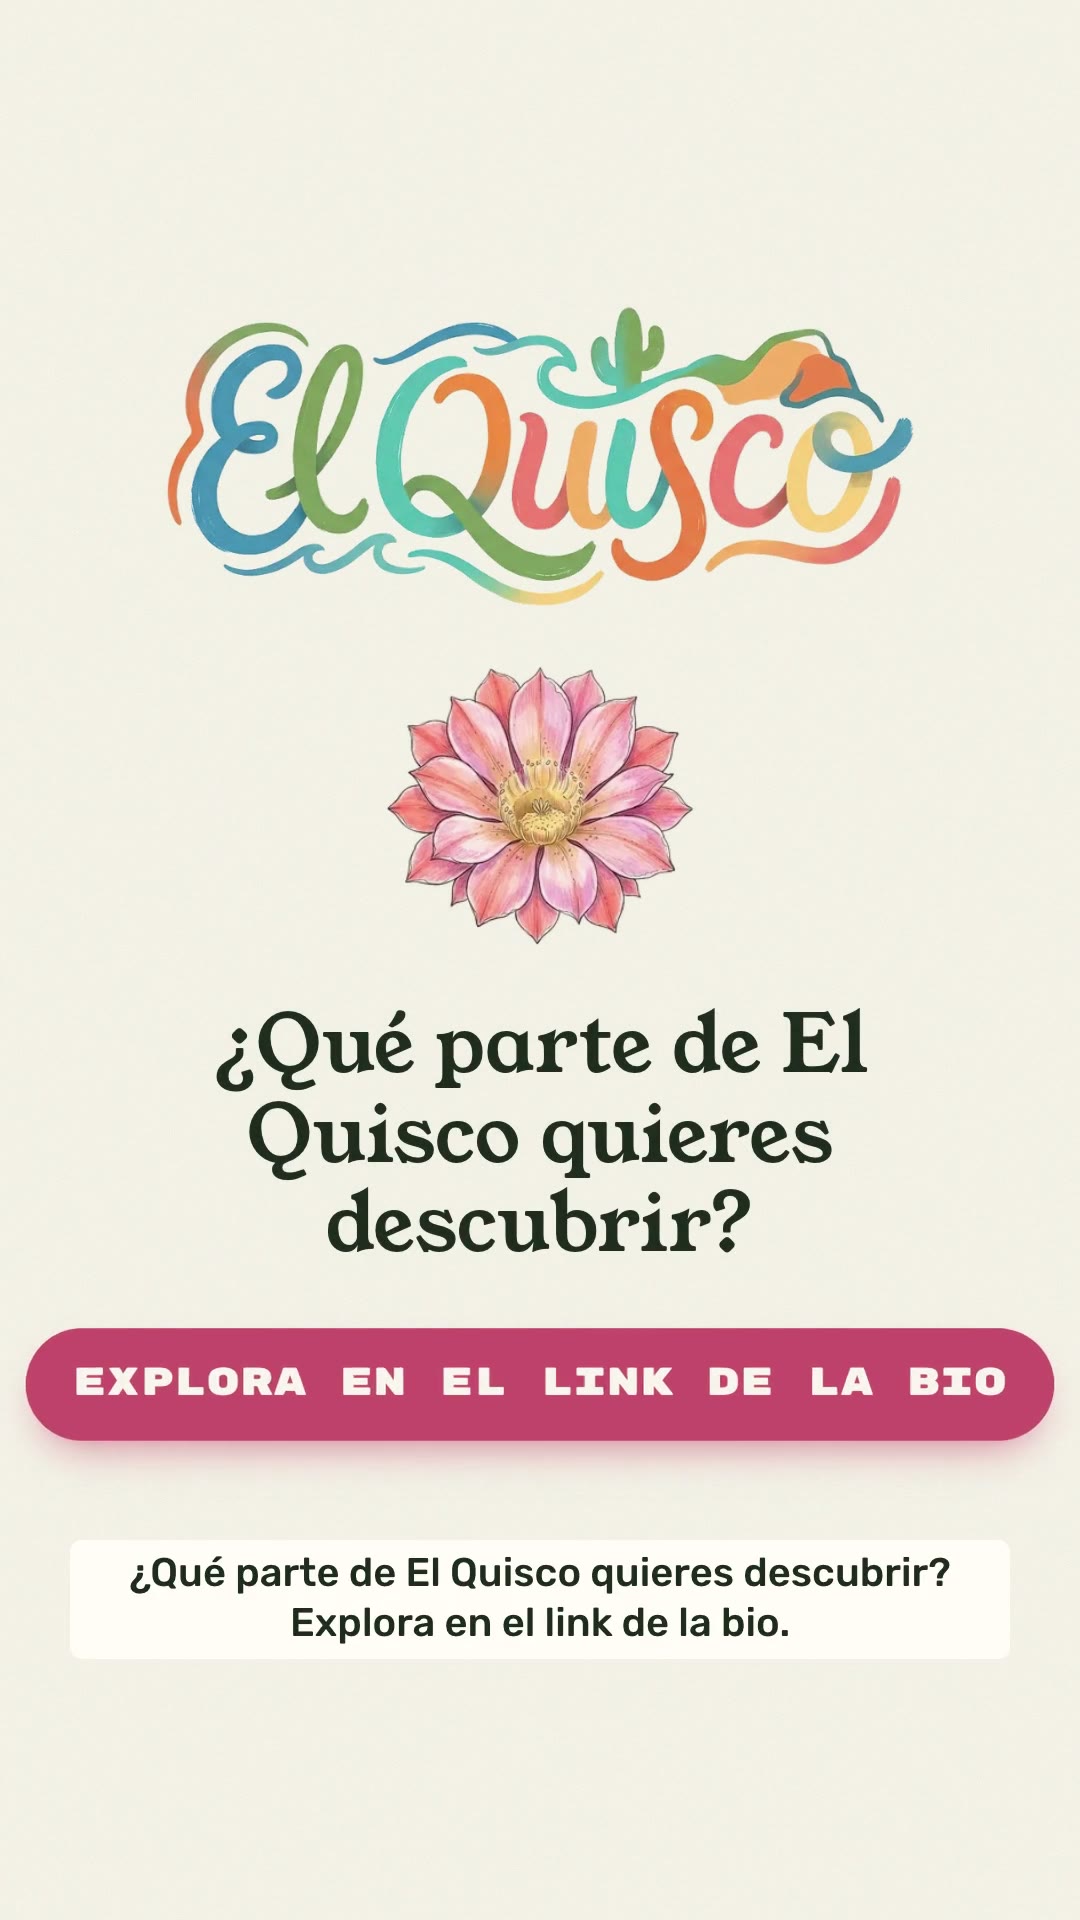 El Quisco
¿Qué parte de El
Quisco quieres
descubrir?
EXPLORA EN EL LINK DE LA BIO
¿Qué parte de El Quisco quieres descubrir?
Explora en el link de la bio.